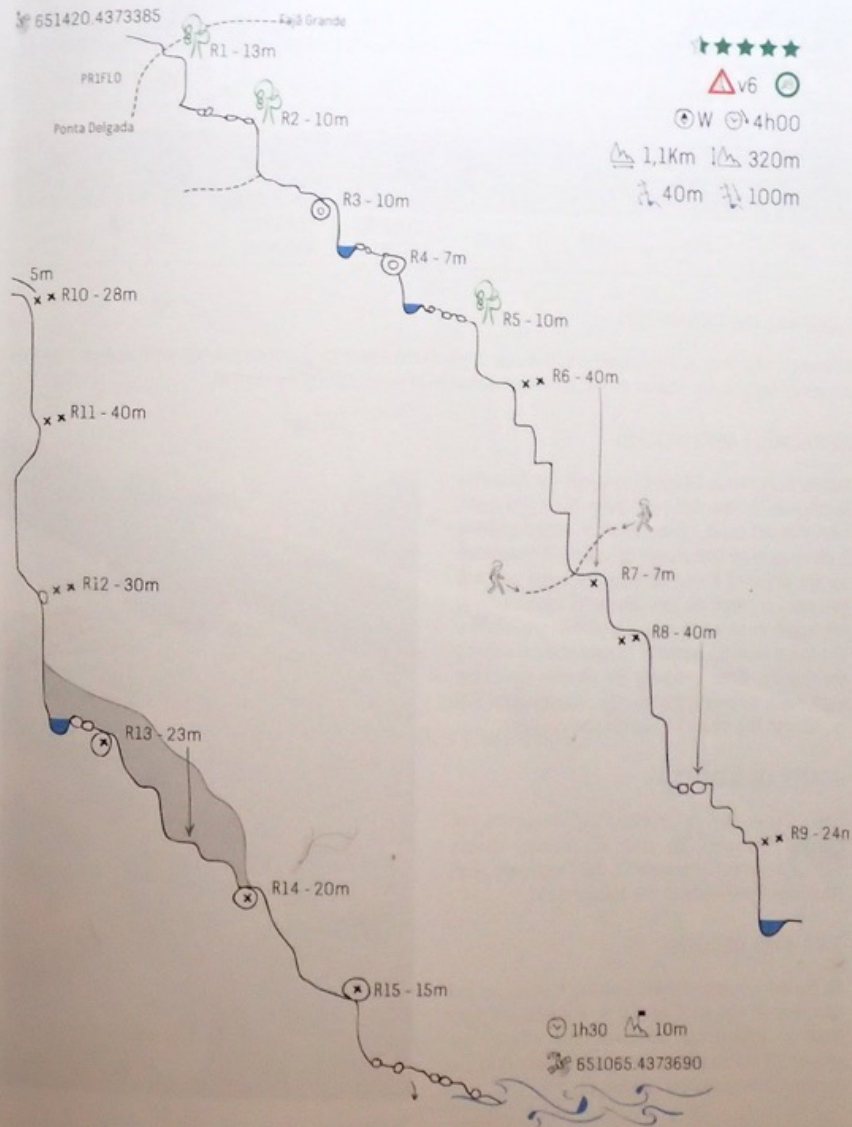 651420.4373385
Fajã Grande
R1 - 13m
PR1FLO
Ponta Delgada
R2 - 10m
v6
W 4h00
1,1Km 320m
40m 100m
R3 - 10m
R4 - 7m
R5 - 10m
R6 - 40m
R7 - 7m
R8 - 40m
R9 - 24m
5m
R10 - 28m
R11 - 40m
R12 - 30m
R13 - 23m
R14 - 20m
R15 - 15m
1h30 10m
651065.4373690